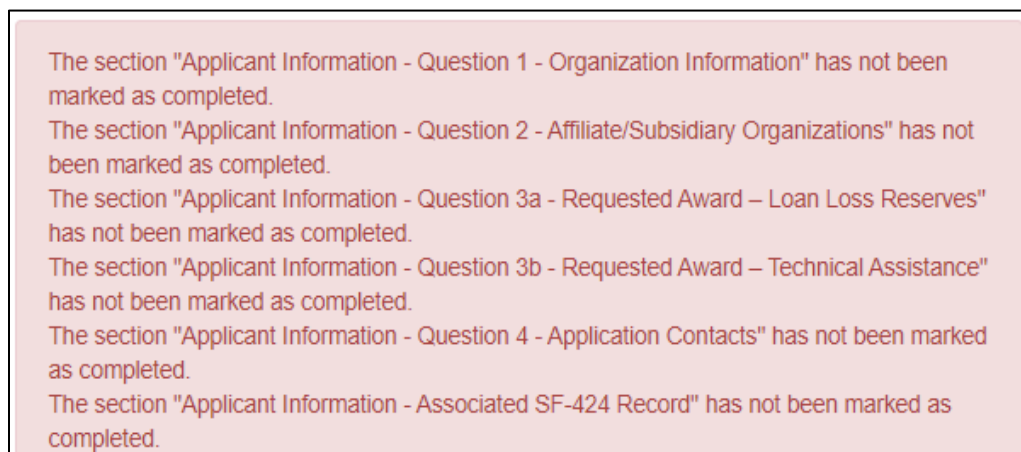 The section "Applicant Information - Question 1 - Organization Information" has not been
marked as completed.
The section "Applicant Information - Question 2 - Affiliate/Subsidiary Organizations" has not
been marked as completed.
The section "Applicant Information - Question 3a - Requested Award – Loan Loss Reserves"
has not been marked as completed.
The section "Applicant Information - Question 3b - Requested Award – Technical Assistance"
has not been marked as completed.
The section "Applicant Information - Question 4 - Application Contacts" has not been marked
as completed.
The section "Applicant Information - Associated SF-424 Record" has not been marked as
completed.